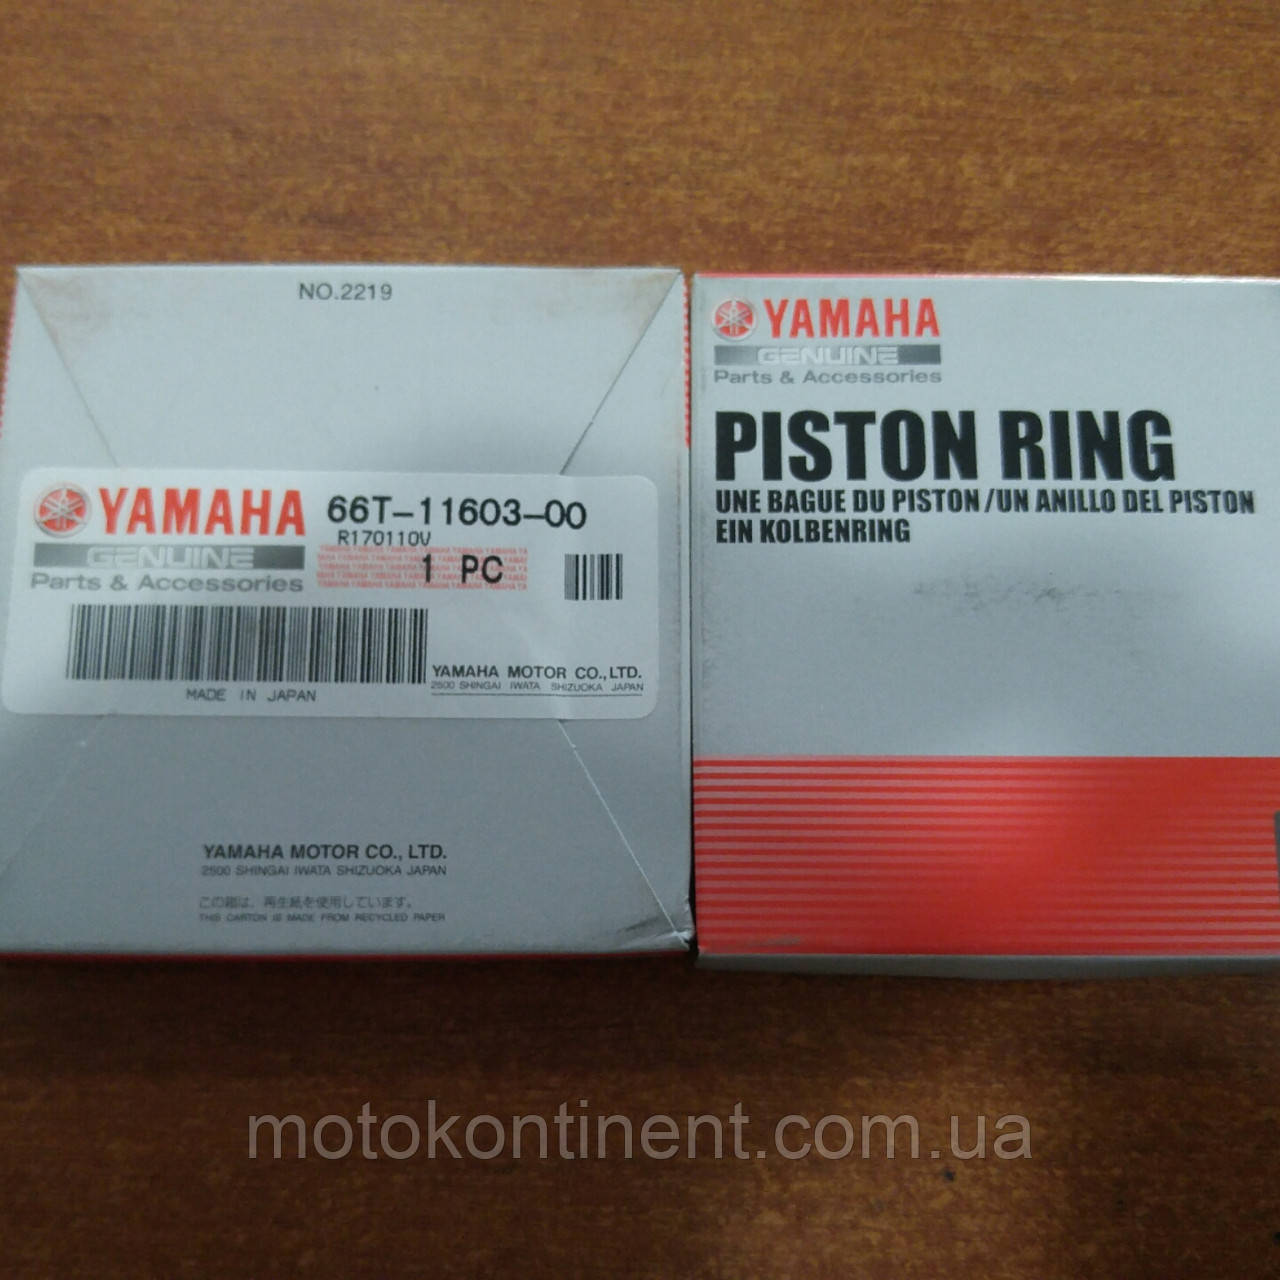 NO.2219
YAMAHA
GENUINE
Parts & Accessories
66T-11603-00
R170110V
1 PC
MADE IN JAPAN
YAMAHA MOTOR CO.,LTD.
2500 SHINGAI IWATA SHIZUOKA JAPAN
YAMAHA MOTOR CO., LTD.
2500 SHINGAI IWATA SHIZUOKA JAPAN
この箱は、再生紙を使用しています。
THIS CARTON IS MADE FROM RECYCLED PAPER
YAMAHA
GENUINE
Parts & Accessories
PISTON RING
UNE BAGUE DU PISTON /UN ANILLO DEL PISTON
EIN KOLBENRING
motokontinent.com.ua